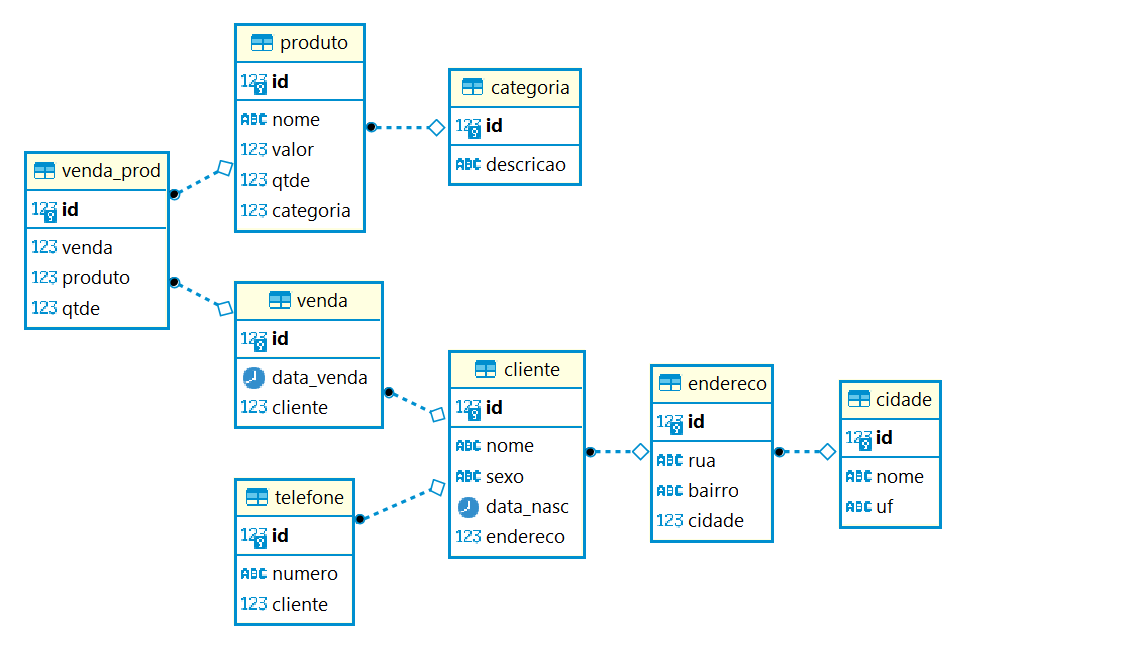 produto
123 id
ABC nome
123 valor
123 qtde
123 categoria
categoria
123 id
ABC descricao
venda_prod
123 id
123 venda
123 produto
123 qtde
venda
123 id
data_venda
123 cliente
cliente
123 id
ABC nome
ABC sexo
data_nasc
123 endereco
endereco
123 id
ABC rua
ABC bairro
123 cidade
cidade
123 id
ABC nome
ABC uf
telefone
123 id
ABC numero
123 cliente